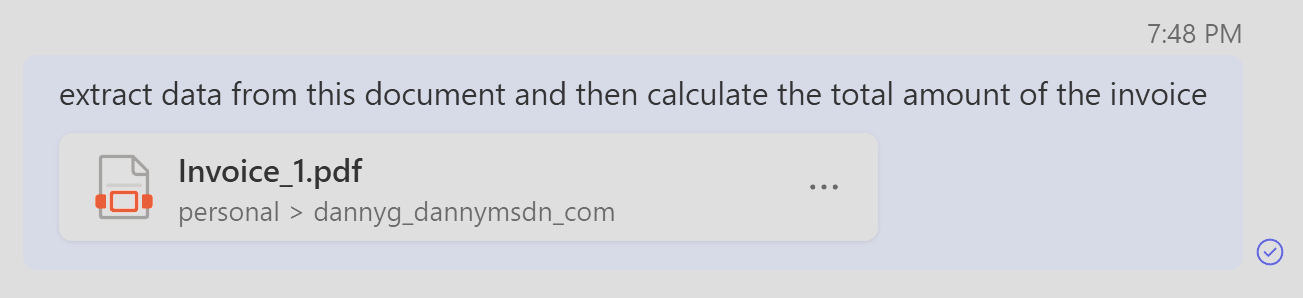 7:48 PM
extract data from this document and then calculate the total amount of the invoice
Invoice_1.pdf
personal > dannyg_dannymsdn_com